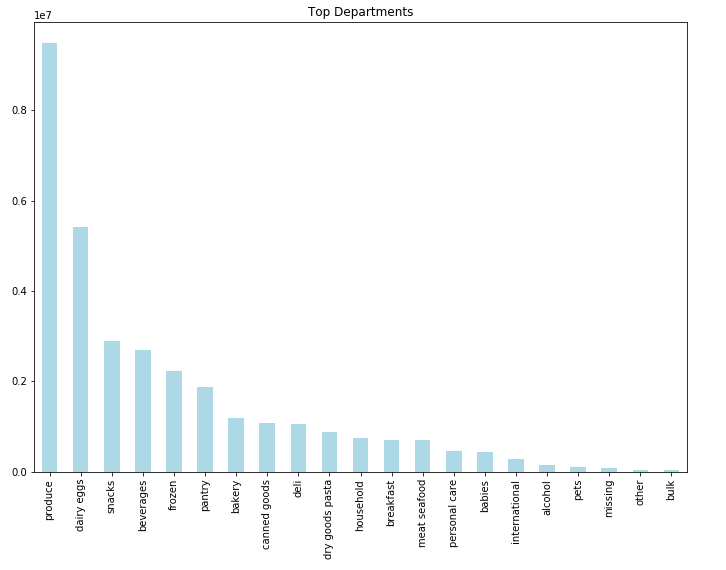 Top Departments
1e7
0.8
0.6
0.4
0.2
0.0
produce
dairy eggs
snacks
beverages
frozen
pantry
bakery
canned goods
deli
dry goods pasta
household
breakfast
meat seafood
personal care
babies
international
alcohol
pets
missing
other
bulk